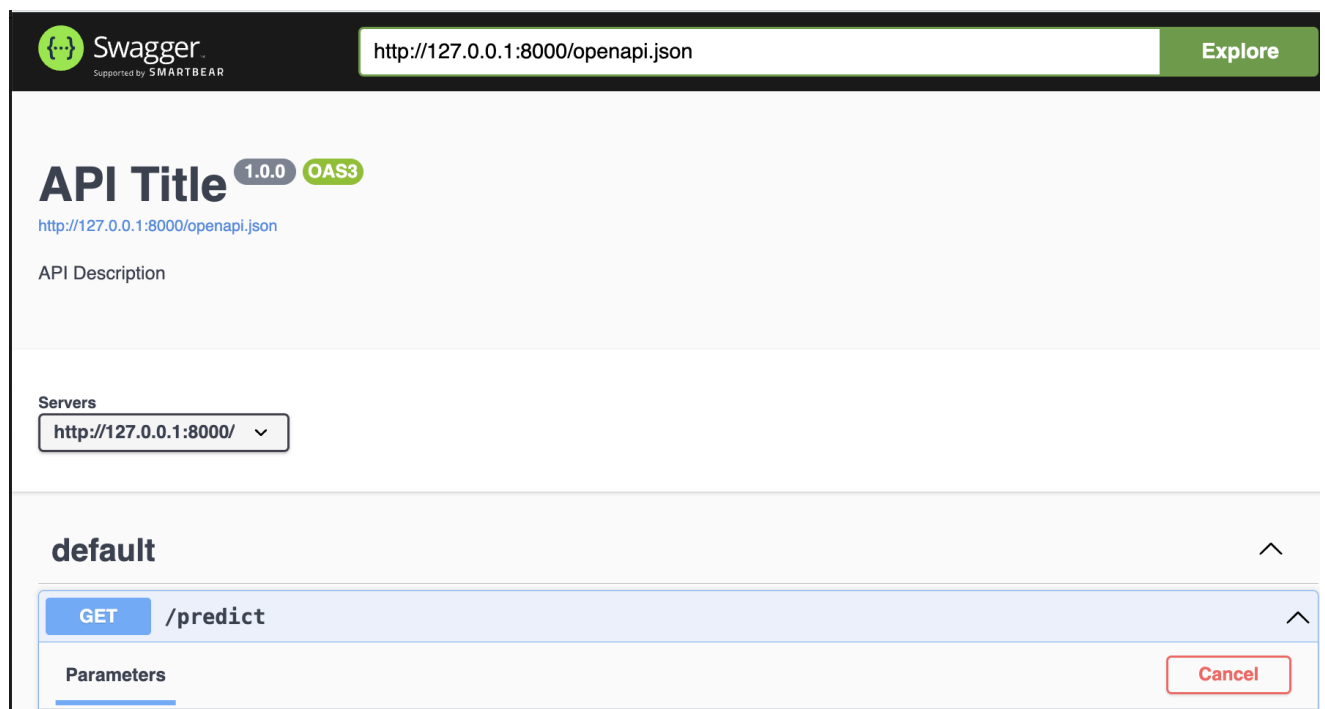 {···} Swagger
Supported by SMARTBEAR
http://127.0.0.1:8000/openapi.json
Explore
API Title 1.0.0 OAS3
http://127.0.0.1:8000/openapi.json
API Description
Servers
http://127.0.0.1:8000/
default
GET /predict
Parameters
Cancel